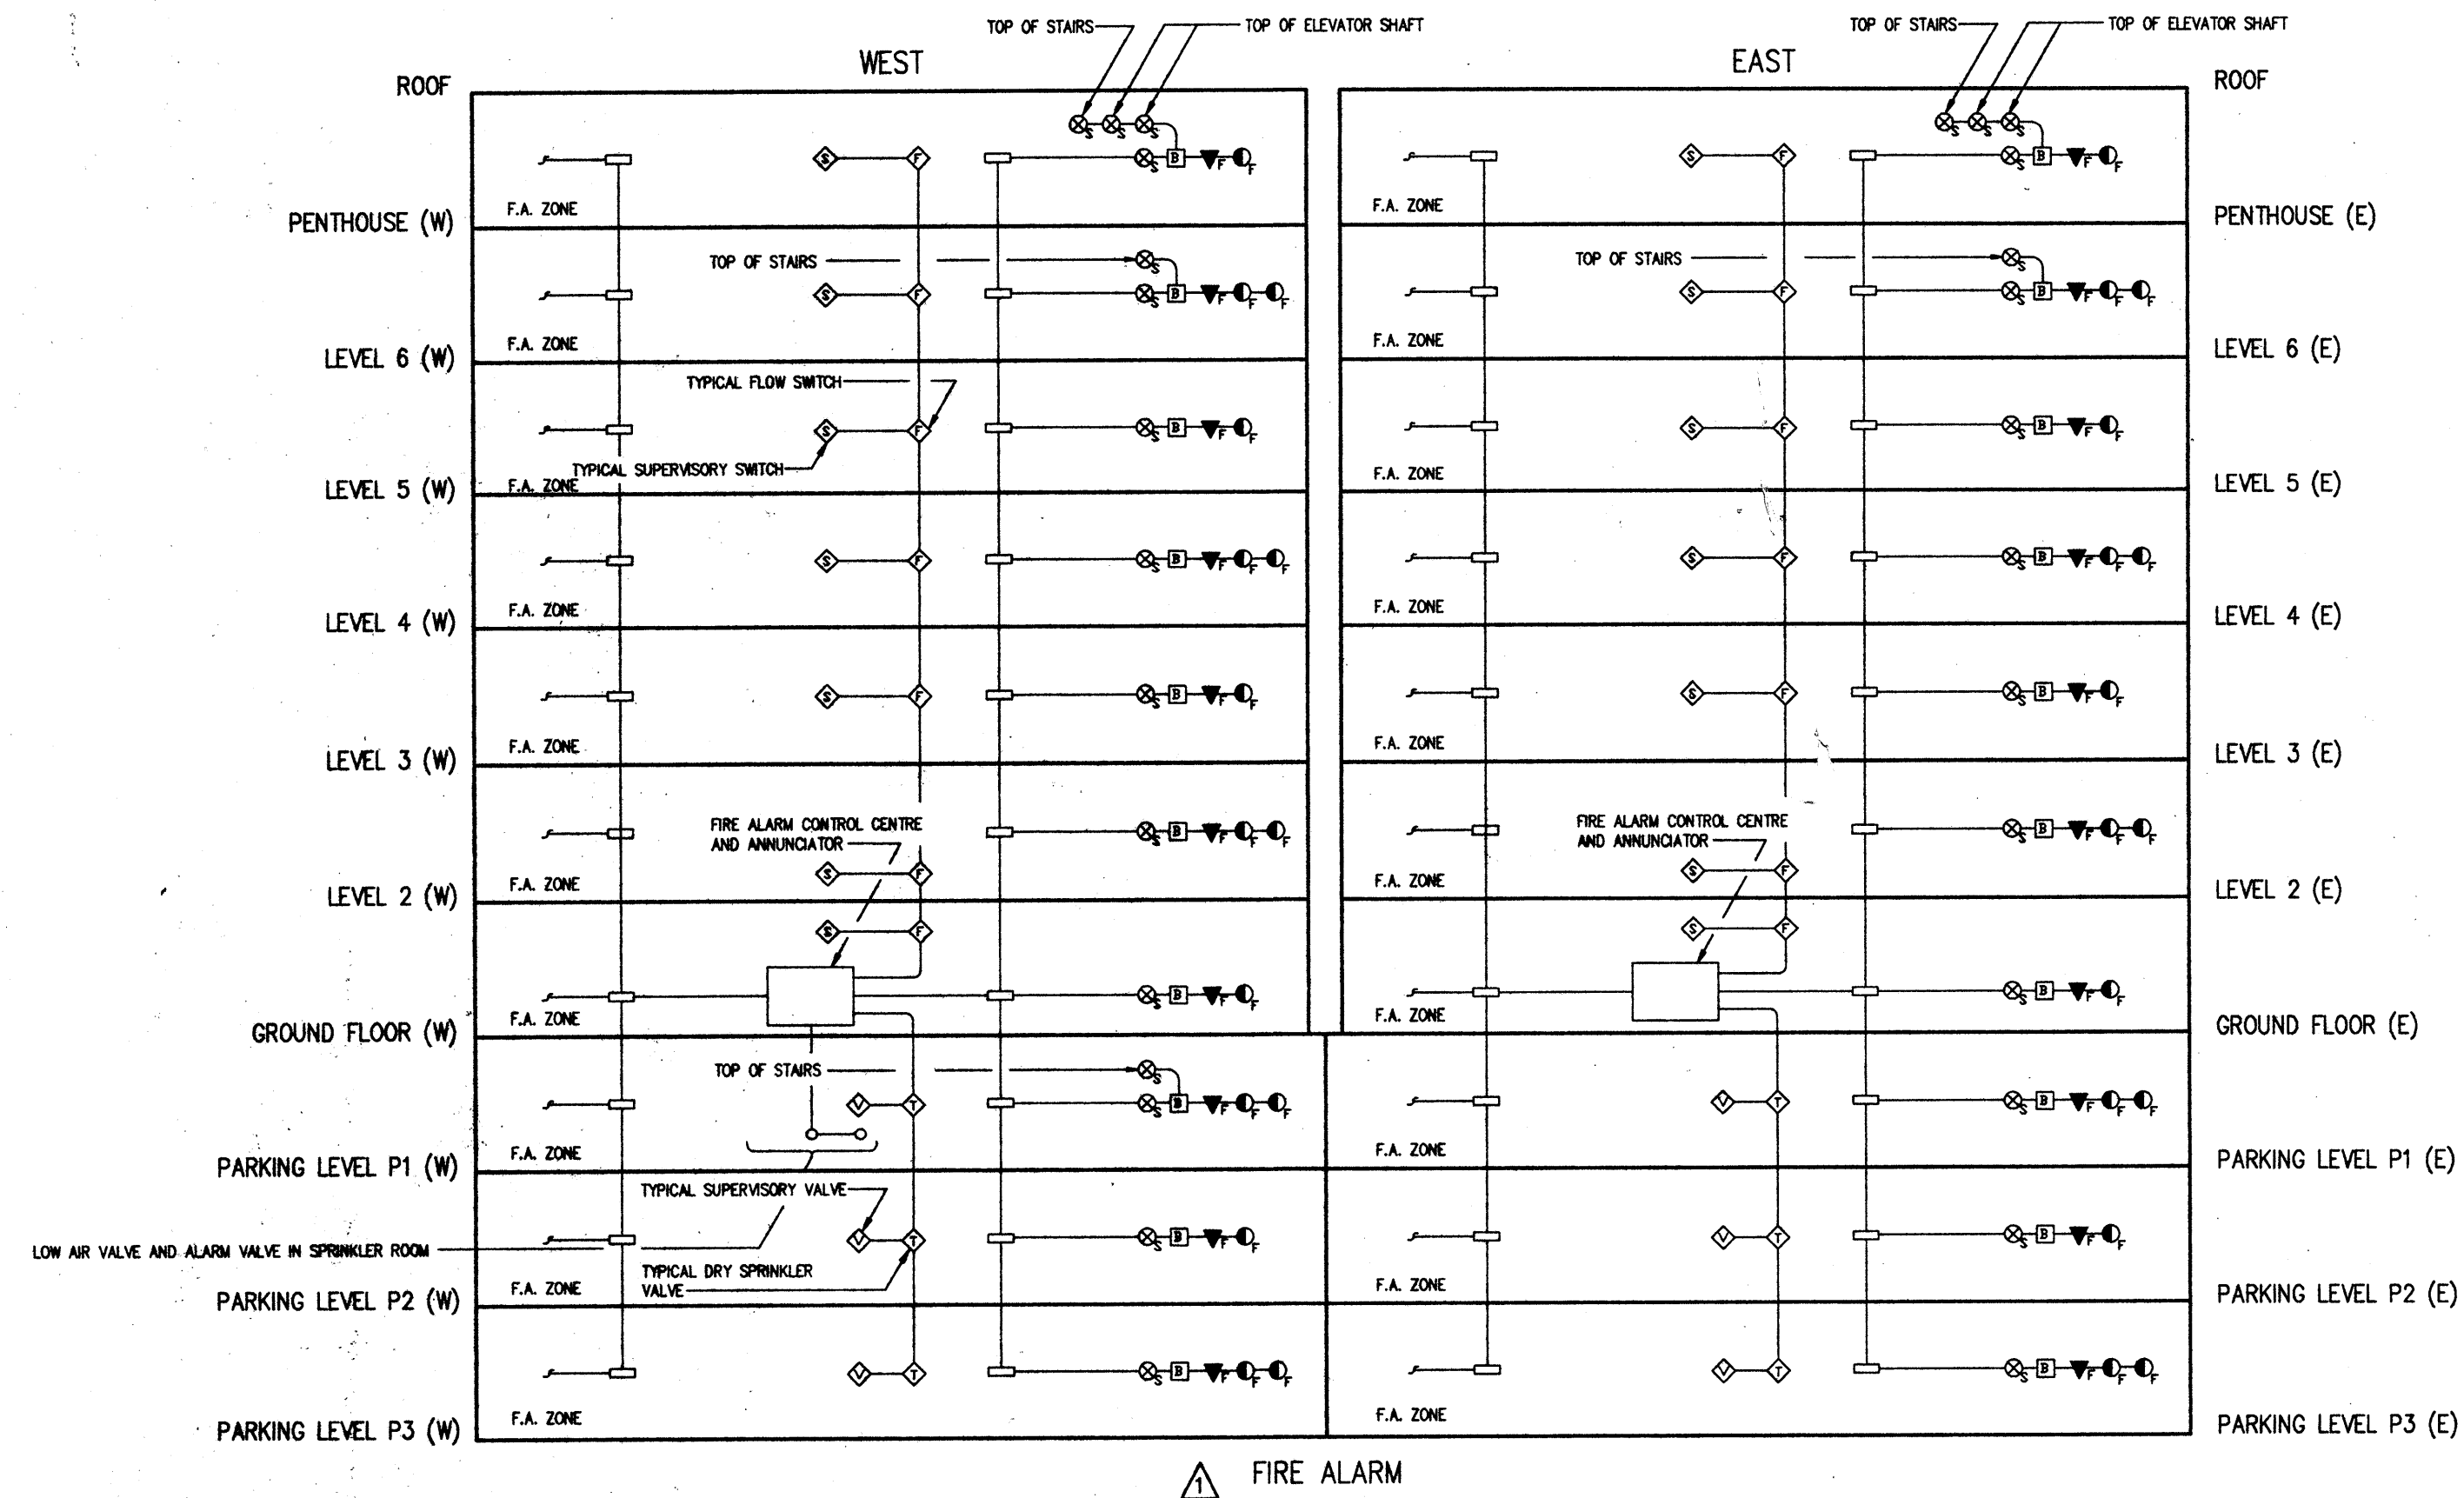 TOP OF STAIRS
TOP OF ELEVATOR SHAFT
TOP OF STAIRS
TOP OF ELEVATOR SHAFT
WEST
EAST
ROOF
ROOF
S S S
S S S
S F S B F F
S F S B F F
F.A. ZONE
F.A. ZONE
PENTHOUSE (W)
PENTHOUSE (E)
TOP OF STAIRS
S
TOP OF STAIRS
S
S F S B F F F
S F S B F F F
F.A. ZONE
F.A. ZONE
LEVEL 6 (W)
LEVEL 6 (E)
TYPICAL FLOW SWITCH
S F S B F F
S F S B F F
TYPICAL SUPERVISORY SWITCH
F.A. ZONE
F.A. ZONE
LEVEL 5 (W)
LEVEL 5 (E)
S F S B F F F
S F S B F F F
F.A. ZONE
F.A. ZONE
LEVEL 4 (W)
LEVEL 4 (E)
S F S B F F
S F S B F F
F.A. ZONE
F.A. ZONE
LEVEL 3 (W)
LEVEL 3 (E)
FIRE ALARM CONTROL CENTRE
AND ANNUNCIATOR
S B F F F
FIRE ALARM CONTROL CENTRE
AND ANNUNCIATOR
S B F F F
S F
S F
F.A. ZONE
F.A. ZONE
LEVEL 2 (W)
LEVEL 2 (E)
S F
S F
S B F F
S B F F
F.A. ZONE
F.A. ZONE
GROUND FLOOR (W)
GROUND FLOOR (E)
TOP OF STAIRS
S
V T S B F F F
V T S B F F F
F.A. ZONE
F.A. ZONE
PARKING LEVEL P1 (W)
PARKING LEVEL P1 (E)
TYPICAL SUPERVISORY VALVE
V T S B F F
V T S B F F
LOW AIR VALVE AND ALARM VALVE IN SPRINKLER ROOM
TYPICAL DRY SPRINKLER
VALVE
F.A. ZONE
F.A. ZONE
PARKING LEVEL P2 (W)
PARKING LEVEL P2 (E)
V T S B F F F
V T S B F F F
F.A. ZONE
F.A. ZONE
PARKING LEVEL P3 (W)
PARKING LEVEL P3 (E)
1 FIRE ALARM